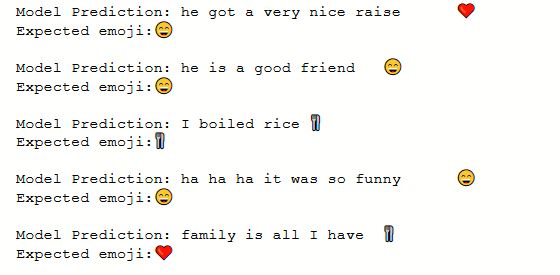 Model Prediction: he got a very nice raise ❤️
Expected emoji:😄
Model Prediction: he is a good friend 😄
Expected emoji:😄
Model Prediction: I boiled rice 🍴
Expected emoji:🍴
Model Prediction: ha ha ha it was so funny 😄
Expected emoji:😄
Model Prediction: family is all I have 🍴
Expected emoji:❤️